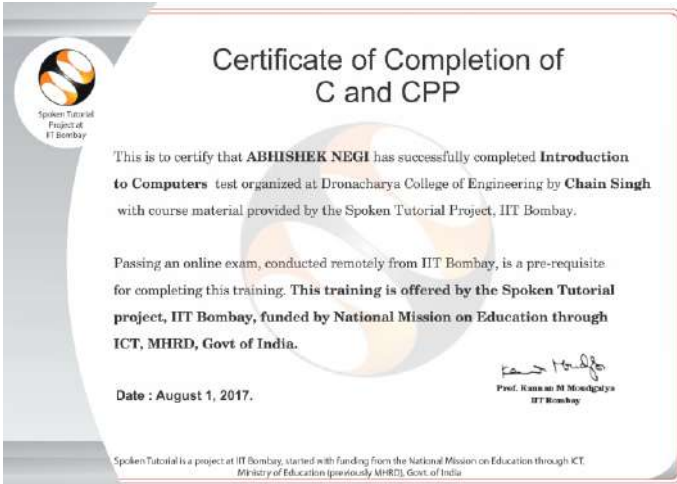 Certificate of Completion of
C and CPP
Spoken Tutorial
Project at
IIT Bombay
This is to certify that ABHISHEK NEGI has successfully completed Introduction
to Computers test organized at Dronacharya College of Engineering by Chain Singh
with course material provided by the Spoken Tutorial Project, IIT Bombay.
Passing an online exam, conducted remotely from IIT Bombay, is a pre-requisite
for completing this training. This training is offered by the Spoken Tutorial
project, IIT Bombay, funded by National Mission on Education through
ICT, MHRD, Govt of India.
Date : August 1, 2017.
Prof. Kannan M Moudgalya
IIT Bombay
Spoken Tutorial is a project at IIT Bombay, started with funding from the National Mission on Education through ICT,
Ministry of Education (previously MHRD), Govt. of India